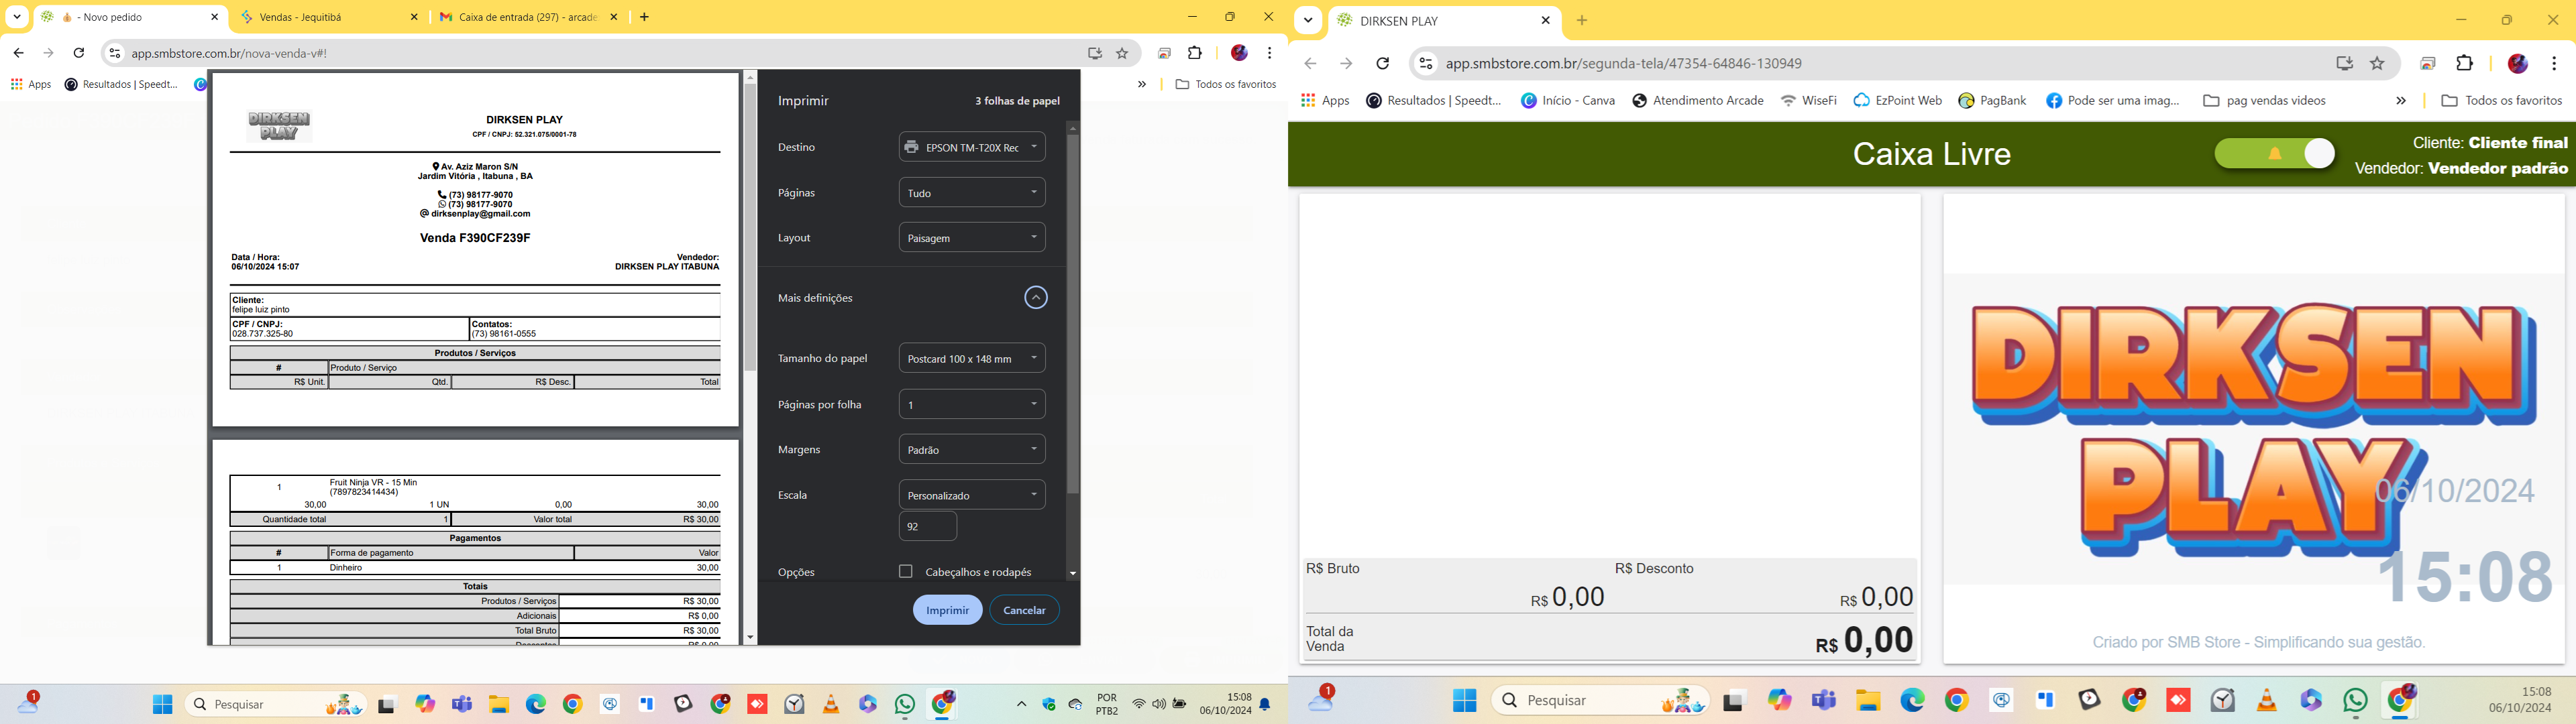 - Novo pedido
Vendas - Jequitibá
Caixa de entrada (297) - arcade
app.smbstore.com.br/nova-venda-v#!
Apps
Resultados | Speedt...
Todos os favoritos
DIRKSEN PLAY
DIRKSEN PLAY
CPF / CNPJ: 52.321.075/0001-78
Av. Aziz Maron S/N
Jardim Vitória , Itabuna , BA
(73) 98177-9070
(73) 98177-9070
@ dirksenplay@gmail.com
Venda F390CF239F
Data / Hora:
06/10/2024 15:07
Vendedor:
DIRKSEN PLAY ITABUNA
Cliente:
felipe luiz pinto
CPF / CNPJ:
028.737.325-80
Contatos:
(73) 98161-0555
Produtos / Serviços
# Produto / Serviço
R$ Unit. Qtd. R$ Desc. Total
1 Fruit Ninja VR - 15 Min
(7897823414434)
30,00 1 UN 0,00 30,00
Quantidade total 1 Valor total R$ 30,00
Pagamentos
# Forma de pagamento Valor
1 Dinheiro 30,00
Totais
Produtos / Serviços R$ 30,00
Adicionais R$ 0,00
Total Bruto R$ 30,00
Imprimir 3 folhas de papel
Destino EPSON TM-T20X Rec
Páginas Tudo
Layout Paisagem
Mais definições
Tamanho do papel Postcard 100 x 148 mm
Páginas por folha 1
Margens Padrão
Escala Personalizado
92
Opções Cabeçalhos e rodapés
Imprimir Cancelar
1
Pesquisar
POR
PTB2
15:08
06/10/2024
DIRKSEN PLAY
app.smbstore.com.br/segunda-tela/47354-64846-130949
Apps
Resultados | Speedt...
Início - Canva
Atendimento Arcade
WiseFi
EzPoint Web
PagBank
Pode ser uma imag...
pag vendas videos
Todos os favoritos
Caixa Livre
Cliente: Cliente final
Vendedor: Vendedor padrão
R$ Bruto R$ Desconto
R$ 0,00 R$ 0,00
Total da
Venda
R$ 0,00
DIRKSEN
PLAY
06/10/2024
15:08
Criado por SMB Store - Simplificando sua gestão.
1
Pesquisar
15:08
06/10/2024